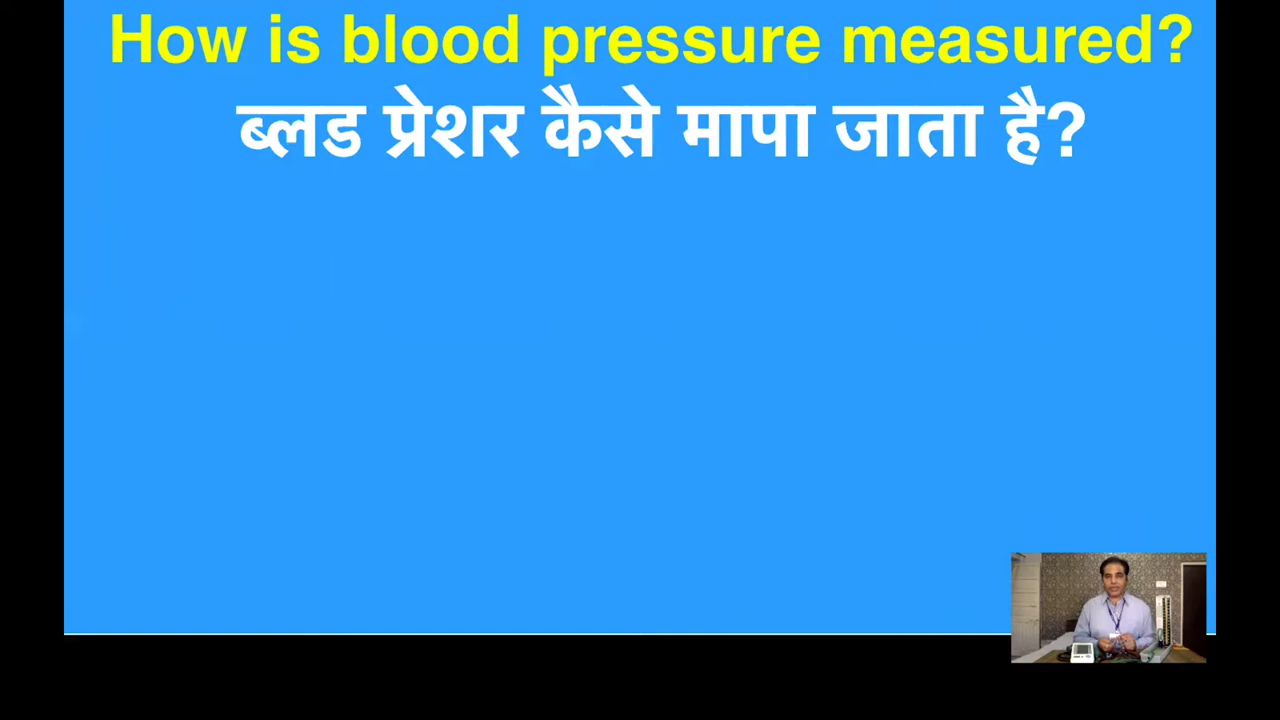 How is blood pressure measured?
ब्लड प्रेशर कैसे मापा जाता है?